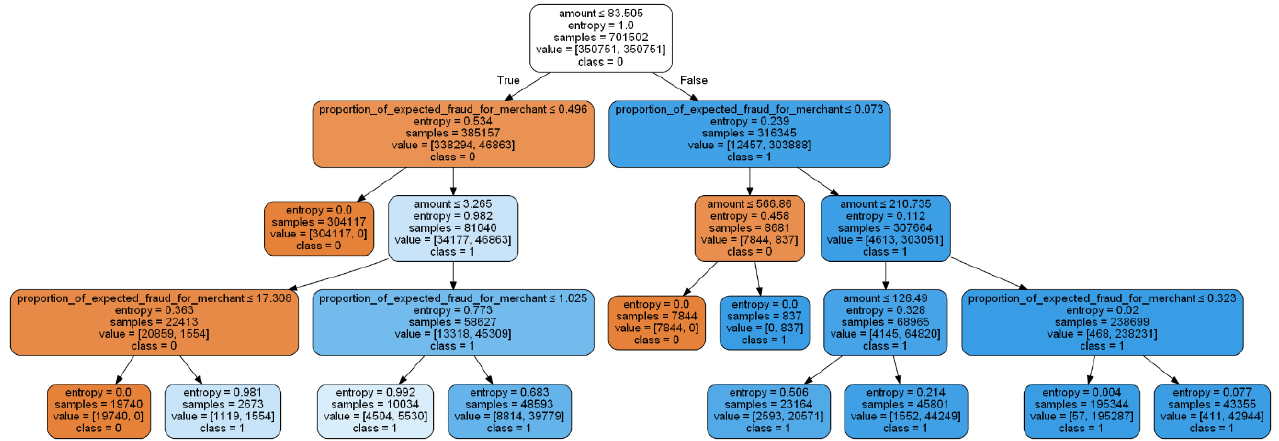 amount ≤ 83.505
entropy = 1.0
samples = 701502
value = [350751, 350751]
class = 0
True
False
proportion_of_expected_fraud_for_merchant ≤ 0.496
entropy = 0.534
samples = 385157
value = [338294, 46863]
class = 0
proportion_of_expected_fraud_for_merchant ≤ 0.073
entropy = 0.239
samples = 316345
value = [12457, 303888]
class = 1
entropy = 0.0
samples = 304117
value = [304117, 0]
class = 0
amount ≤ 3.265
entropy = 0.982
samples = 81040
value = [34177, 46863]
class = 1
amount ≤ 566.86
entropy = 0.458
samples = 8681
value = [7844, 837]
class = 0
amount ≤ 210.735
entropy = 0.112
samples = 307664
value = [4613, 303051]
class = 1
proportion_of_expected_fraud_for_merchant ≤ 17.308
entropy = 0.363
samples = 22413
value = [20859, 1554]
class = 0
proportion_of_expected_fraud_for_merchant ≤ 1.025
entropy = 0.773
samples = 58627
value = [13318, 45309]
class = 1
entropy = 0.0
samples = 7844
value = [7844, 0]
class = 0
entropy = 0.0
samples = 837
value = [0, 837]
class = 1
amount ≤ 126.49
entropy = 0.328
samples = 68965
value = [4145, 64820]
class = 1
proportion_of_expected_fraud_for_merchant ≤ 0.323
entropy = 0.02
samples = 238699
value = [468, 238231]
class = 1
entropy = 0.0
samples = 19740
value = [19740, 0]
class = 0
entropy = 0.981
samples = 2673
value = [1119, 1554]
class = 1
entropy = 0.992
samples = 10034
value = [4504, 5530]
class = 1
entropy = 0.683
samples = 48593
value = [8814, 39779]
class = 1
entropy = 0.506
samples = 23164
value = [2593, 20571]
class = 1
entropy = 0.214
samples = 45801
value = [1552, 44249]
class = 1
entropy = 0.004
samples = 195344
value = [57, 195287]
class = 1
entropy = 0.077
samples = 43355
value = [411, 42944]
class = 1